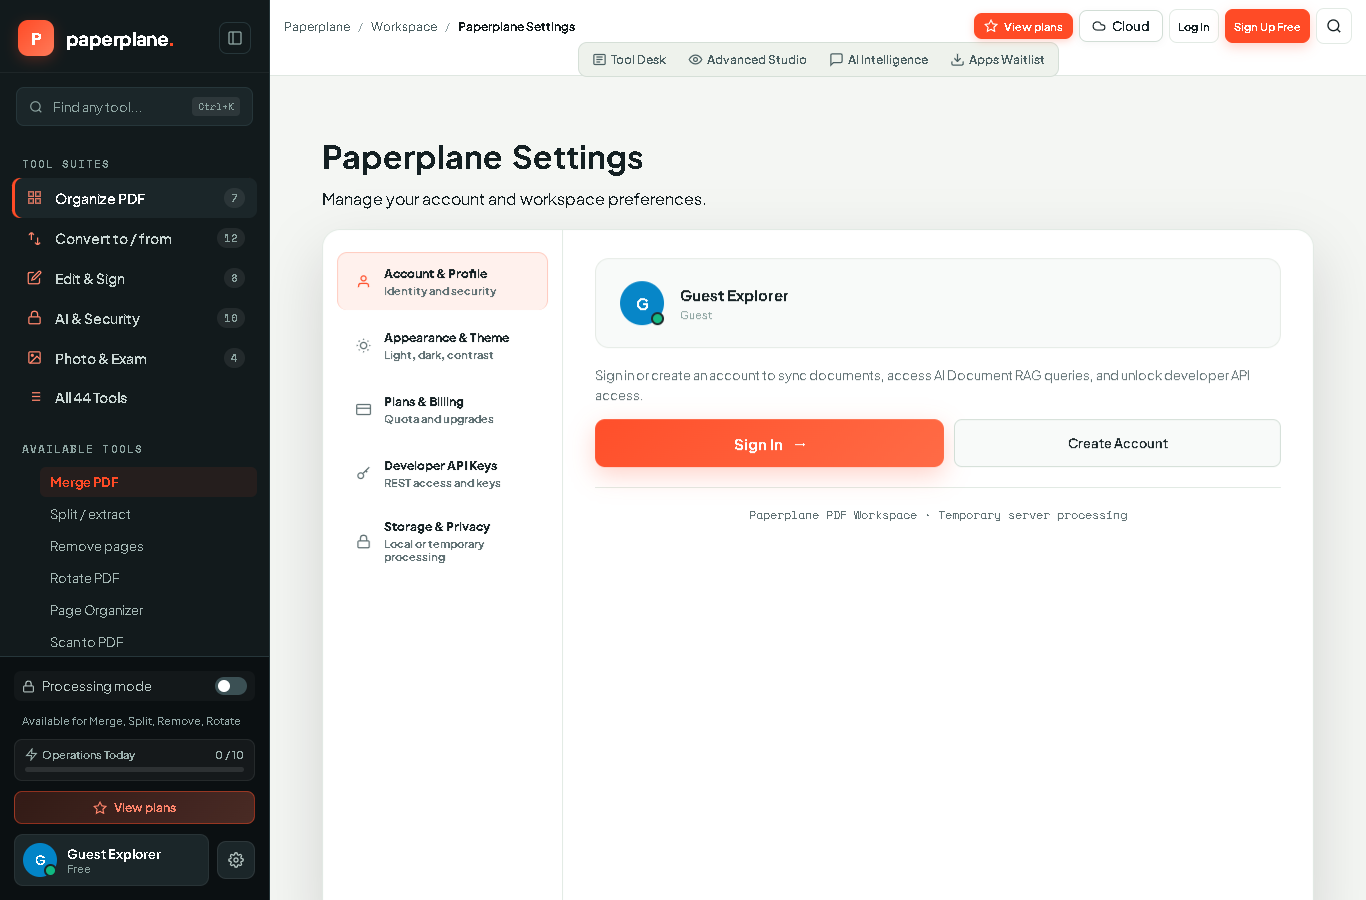 P paperplane.
Find any tool... Ctrl+K
TOOL SUITES
Organize PDF 7
Convert to / from 12
Edit & Sign 8
AI & Security 10
Photo & Exam 4
All 44 Tools
AVAILABLE TOOLS
Merge PDF
Split / extract
Remove pages
Rotate PDF
Page Organizer
Scan to PDF
Processing mode
Available for Merge, Split, Remove, Rotate
Operations Today 0 / 10
View plans
G Guest Explorer
Free
Paperplane / Workspace / Paperplane Settings
View plans Cloud Log In Sign Up Free
Tool Desk Advanced Studio AI Intelligence Apps Waitlist
Paperplane Settings
Manage your account and workspace preferences.
Account & Profile
Identity and security
Appearance & Theme
Light, dark, contrast
Plans & Billing
Quota and upgrades
Developer API Keys
REST access and keys
Storage & Privacy
Local or temporary
processing
G Guest Explorer
Guest
Sign in or create an account to sync documents, access AI Document RAG queries, and unlock developer API
access.
Sign In →
Create Account
Paperplane PDF Workspace · Temporary server processing